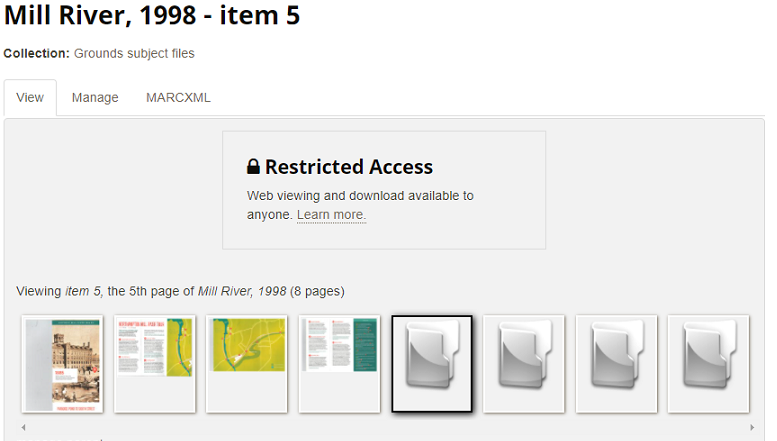 Mill River, 1998 - item 5
Collection: Grounds subject files
View Manage MARCXML
Restricted Access
Web viewing and download available to
anyone. Learn more.
Viewing item 5, the 5th page of Mill River, 1998 (8 pages)